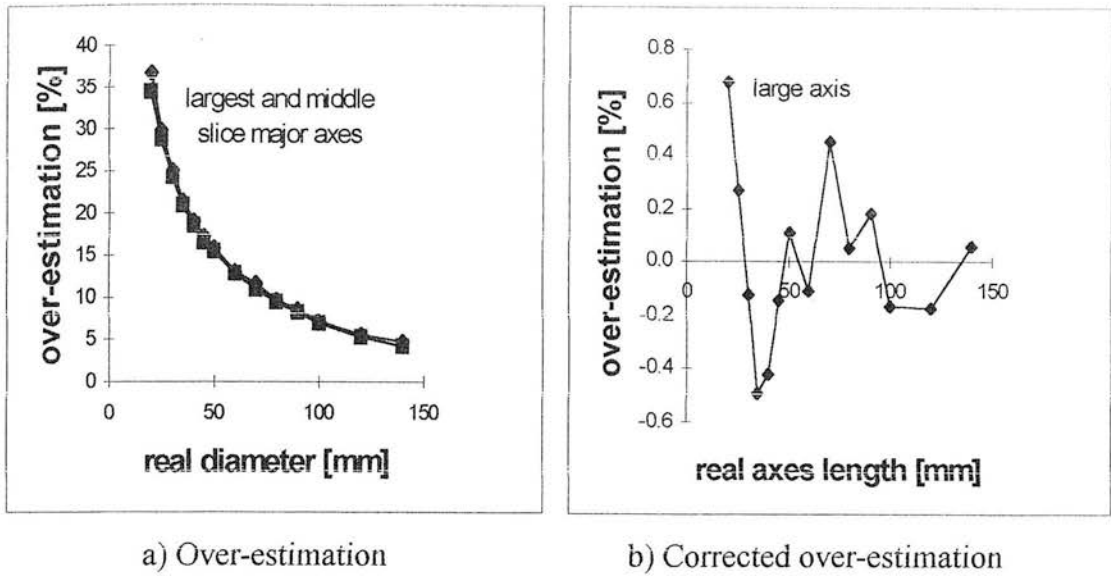 40
35
30
25
20
15
10
5
0
over-estimation [%]
largest and middle
slice major axes
0
50
100
150
real diameter [mm]
a) Over-estimation
0.8
0.6
0.4
0.2
0.0
-0.2
-0.4
-0.6
over-estimation [%]
large axis
0
50
100
150
real axes length [mm]
b) Corrected over-estimation